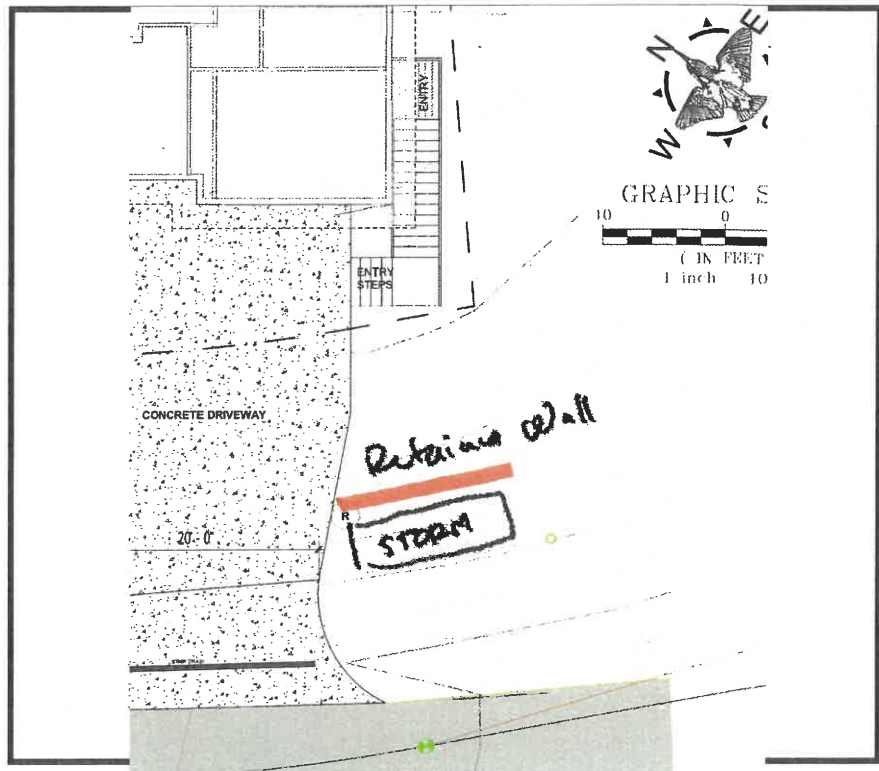 N
E
W
ENTRY
GRAPHIC S
10 0
( IN FEET
1 inch 10
ENTRY
STEPS
CONCRETE DRIVEWAY
Retaining Wall
R
STORM
20' 0"